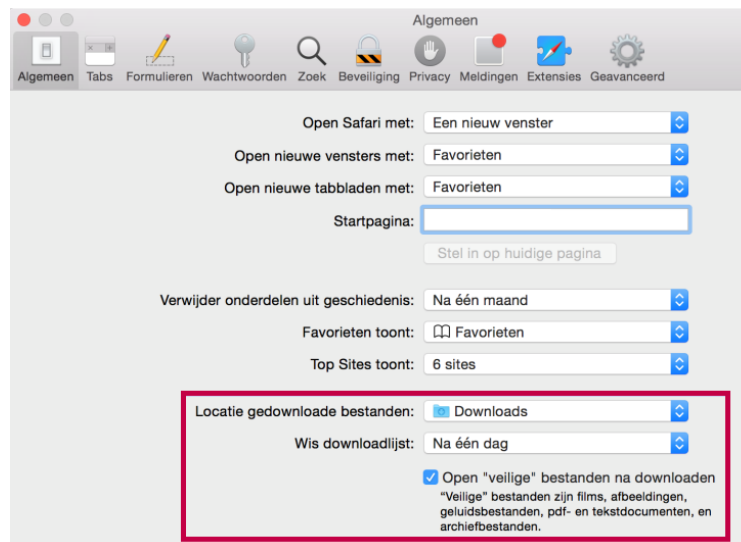 Algemeen
Algemeen Tabs Formulieren Wachtwoorden Zoek Beveiliging Privacy Meldingen Extensies Geavanceerd
Open Safari met: Een nieuw venster
Open nieuwe vensters met: Favorieten
Open nieuwe tabbladen met: Favorieten
Startpagina:
Stel in op huidige pagina
Verwijder onderdelen uit geschiedenis: Na één maand
Favorieten toont: Favorieten
Top Sites toont: 6 sites
Locatie gedownloade bestanden: Downloads
Wis downloadlijst: Na één dag
Open "veilige" bestanden na downloaden
"Veilige" bestanden zijn films, afbeeldingen,
geluidsbestanden, pdf- en tekstdocumenten, en
archiefbestanden.